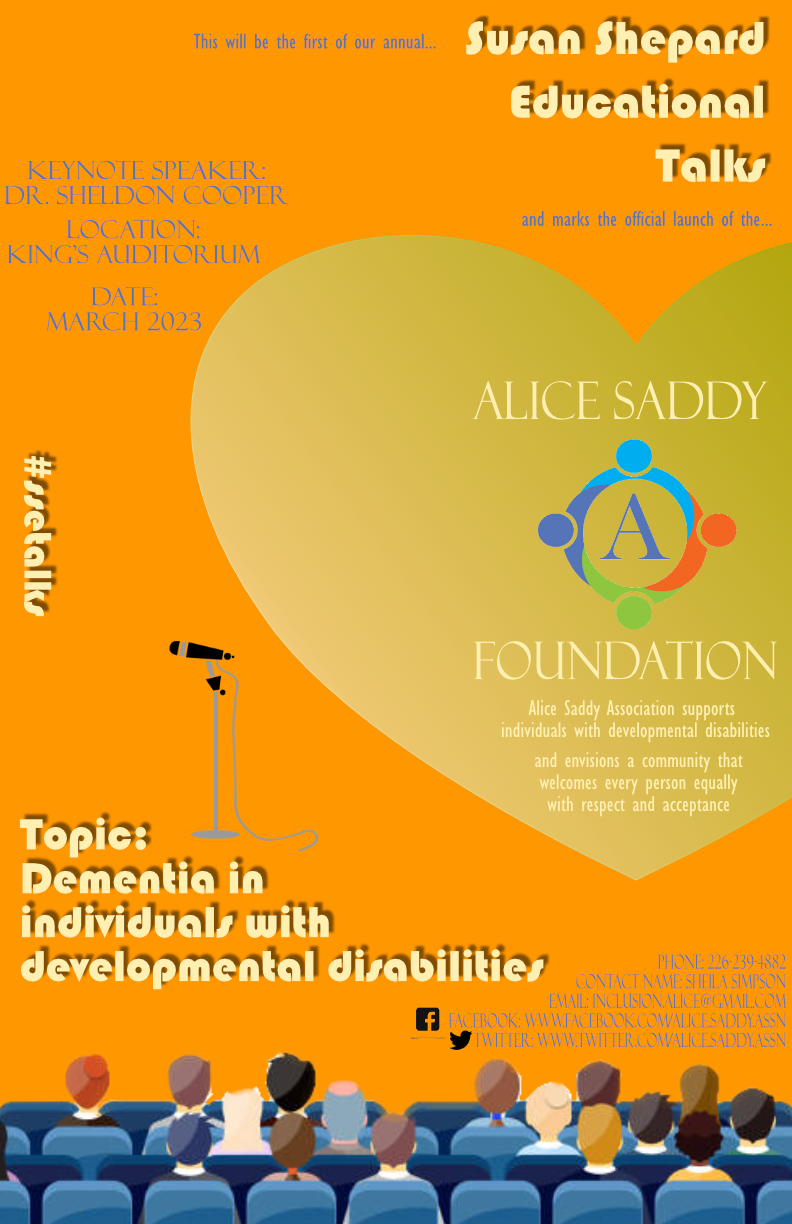 This will be the first of our annual...
Susan Shepard
Educational
Talks
and marks the official launch of the...
KEYNOTE SPEAKER:
DR. SHELDON COOPER
LOCATION:
KING'S AUDITORIUM
DATE:
MARCH 2023
ALICE SADDY
A
FOUNDATION
Alice Saddy Association supports
individuals with developmental disabilities
and envisions a community that
welcomes every person equally
with respect and acceptance
#ssetalks
Topic:
Dementia in
individuals with
developmental disabilities
PHONE: 226-239-4882
CONTACT NAME: SHEILA SIMPSON
EMAIL: INCLUSIONALICE@GMAIL.COM
FACEBOOK: WWW.FACEBOOK.COM/ALICE.SADDY.ASSN
TWITTER: WWW.TWITTER.COM/ALICE.SADDY.ASSN